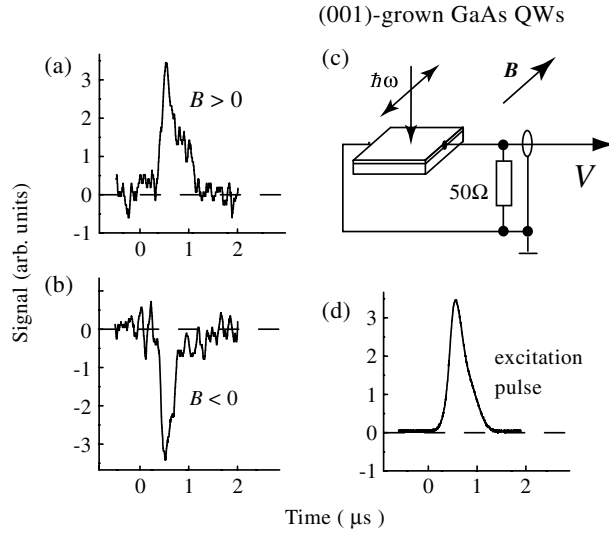 (001)-grown GaAs QWs
(a)
3
2
1
0
-1
B > 0
0 1 2
(b)
0
-1
-2
-3
B < 0
0 1 2
Signal (arb. units)
(c)
ħω
B
50Ω
V
(d)
3
2
1
0
-1
excitation
pulse
0 1 2
Time ( μs )